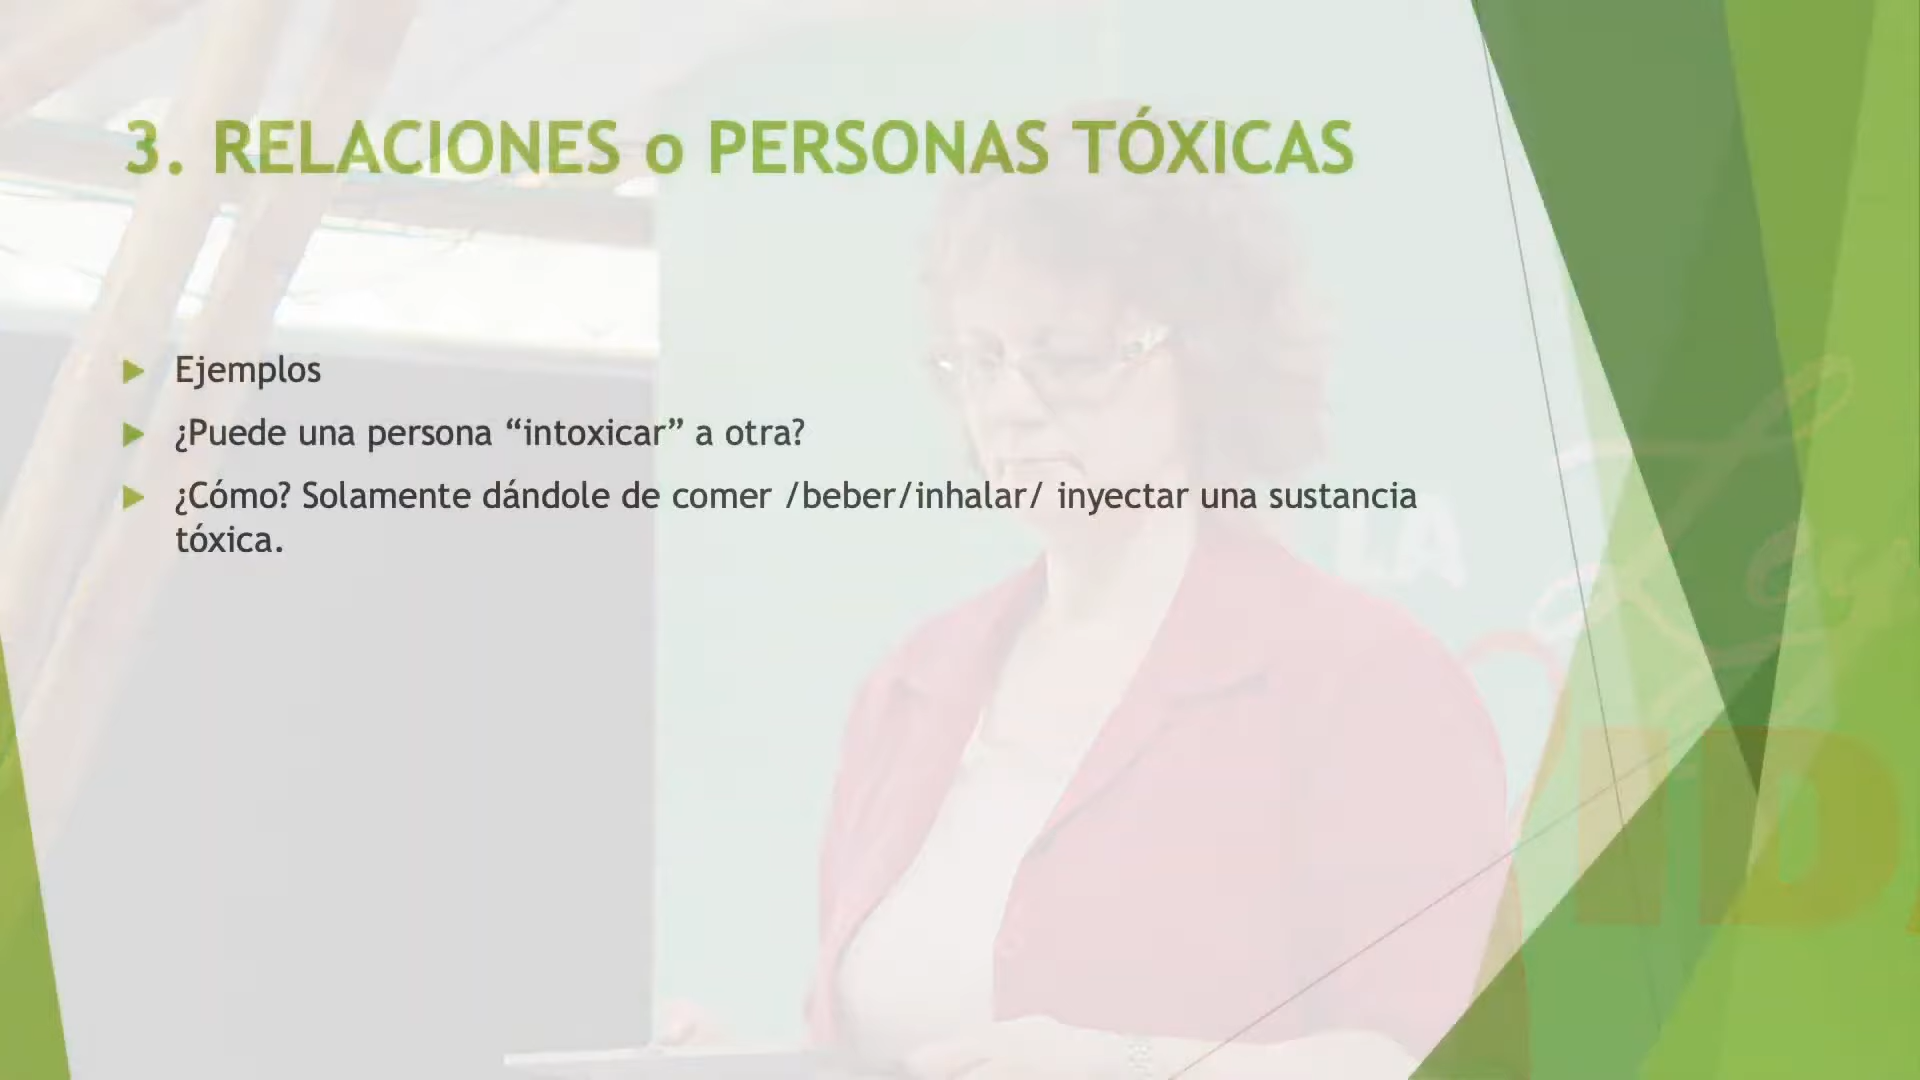 3. RELACIONES o PERSONAS TÓXICAS
Ejemplos
¿Puede una persona “intoxicar” a otra?
¿Cómo? Solamente dándole de comer /beber/inhalar/ inyectar una sustancia
tóxica.
LA